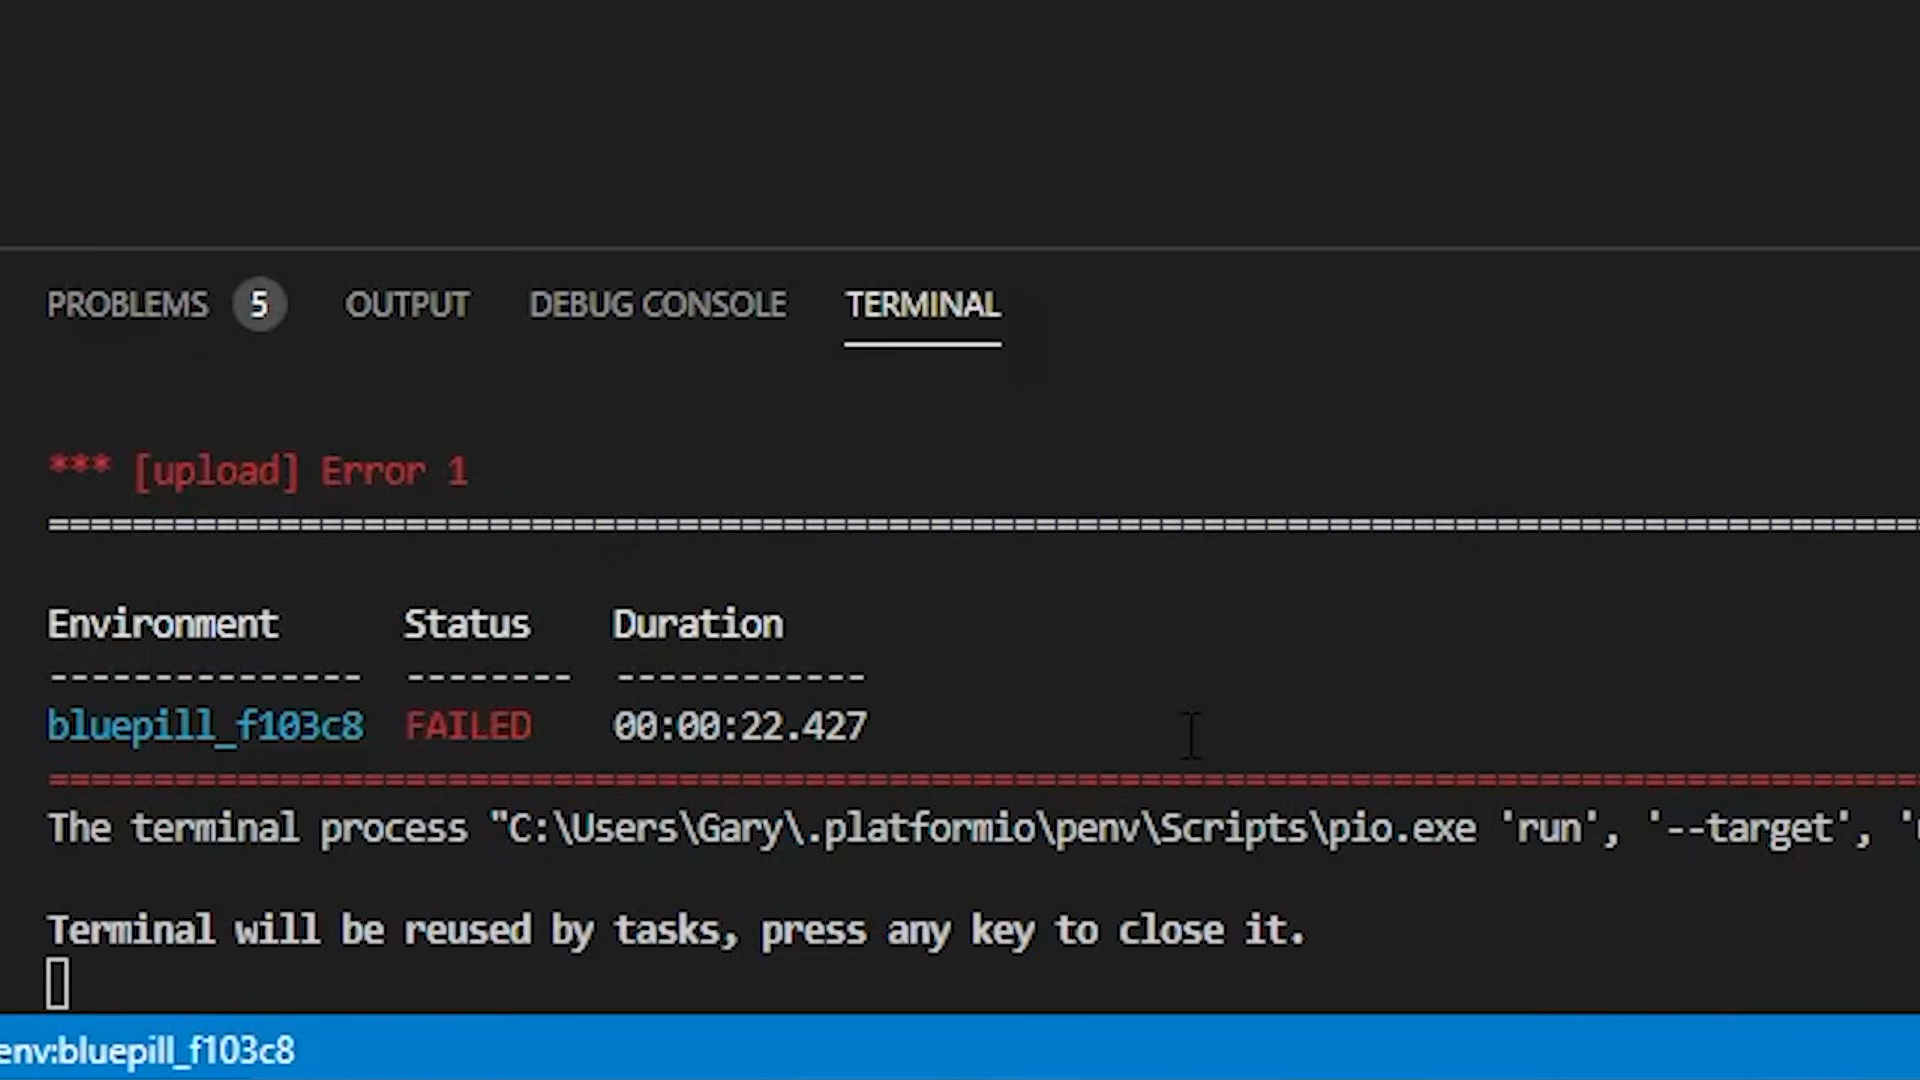 PROBLEMS 5 OUTPUT DEBUG CONSOLE TERMINAL
*** [upload] Error 1
=========================================================================================
Environment Status Duration
--------------- -------- ------------
bluepill_f103c8 FAILED 00:00:22.427
=========================================================================================
The terminal process "C:\Users\Gary\.platformio\penv\Scripts\pio.exe 'run', '--target', '
Terminal will be reused by tasks, press any key to close it.
env:bluepill_f103c8